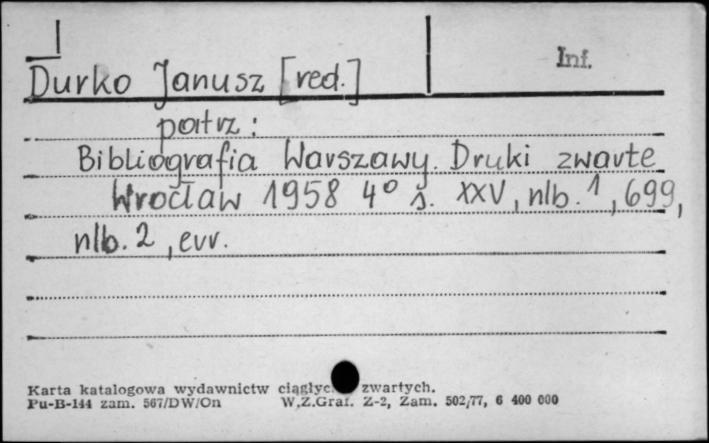 Inf.
Durko Janusz [red.]
patrz:
Bibliografia Warszawy. Druki zwarte
Wrocław 1958 4° s. XXV, nlb. 1, 699,
nlb. 2, err.
Karta katalogowa wydawnictw zwartych.
Pu-B-144 zam. 567/DW/On W.Z.Graf. Z-2, Zam. 502/77, 6 400 000